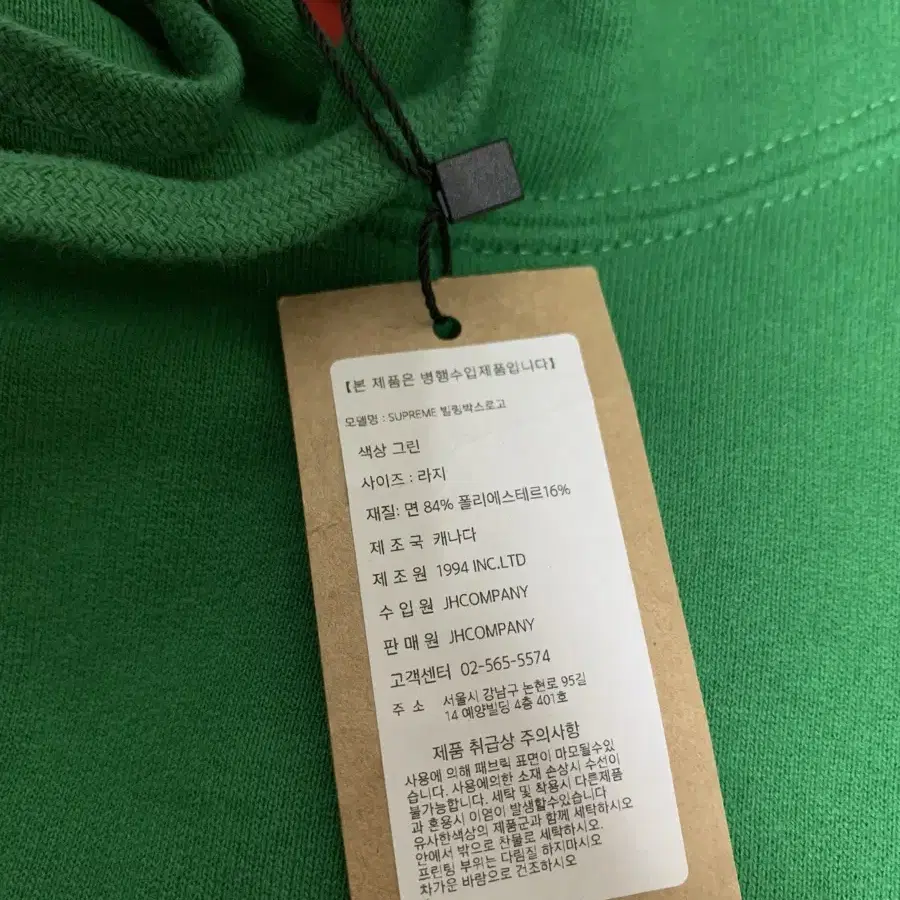 【본 제품은 병행수입제품입니다】
모델명 : SUPREME 빌링박스로고
색상 그린
사이즈 : 라지
재질: 면 84% 폴리에스테르16%
제 조 국 캐나다
제 조 원 1994 INC.LTD
수 입 원 JHCOMPANY
판 매 원 JHCOMPANY
고객센터 02-565-5574
주 소 서울시 강남구 논현로 95길
14 예양빌딩 4층 401호
제품 취급상 주의사항
사용에 의해 패브릭 표면이 마모될수있
습니다. 사용에의한 소재 손상시 수선이
불가능합니다. 세탁 및 착용시 다른제품
과 혼용시 이염이 발생할수있습니다
유사한색상의 제품군과 함께 세탁하시오
안에서 밖으로 찬물로 세탁하시오.
프린팅 부위는 다림질 하지마시오
차가운 바람으로 건조하시오